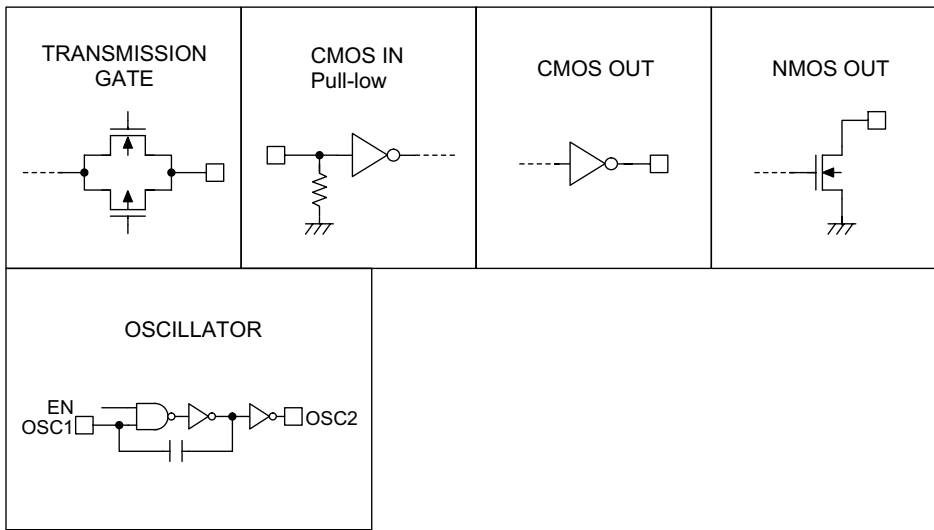 TRANSMISSION
GATE
CMOS IN
Pull-low
CMOS OUT
NMOS OUT
OSCILLATOR
EN
OSC1
OSC2